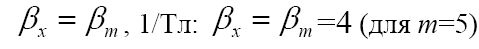 βx = βm, 1/Тл: βx = βm=4 (для m=5)